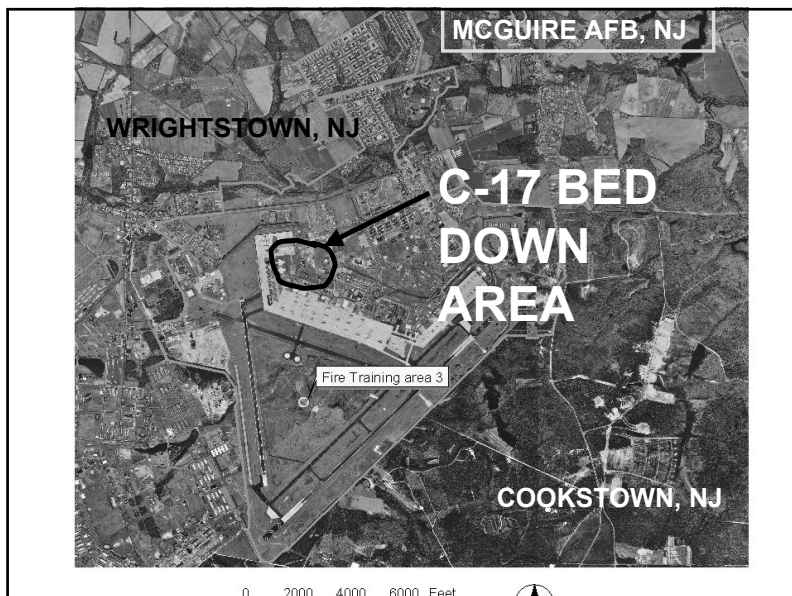 MCGUIRE AFB, NJ
WRIGHTSTOWN, NJ
C-17 BED
DOWN
AREA
Fire Training area 3
COOKSTOWN, NJ
0 2000 4000 6000 Feet